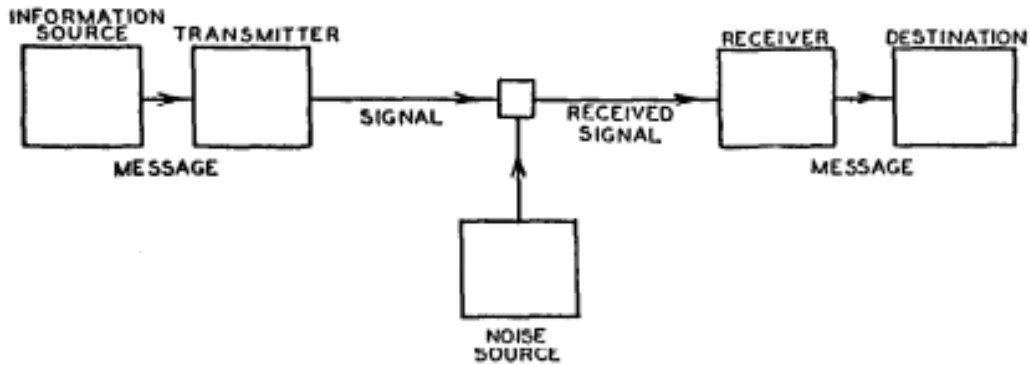 INFORMATION
SOURCE
TRANSMITTER
RECEIVER
DESTINATION
SIGNAL
RECEIVED
SIGNAL
MESSAGE
MESSAGE
NOISE
SOURCE